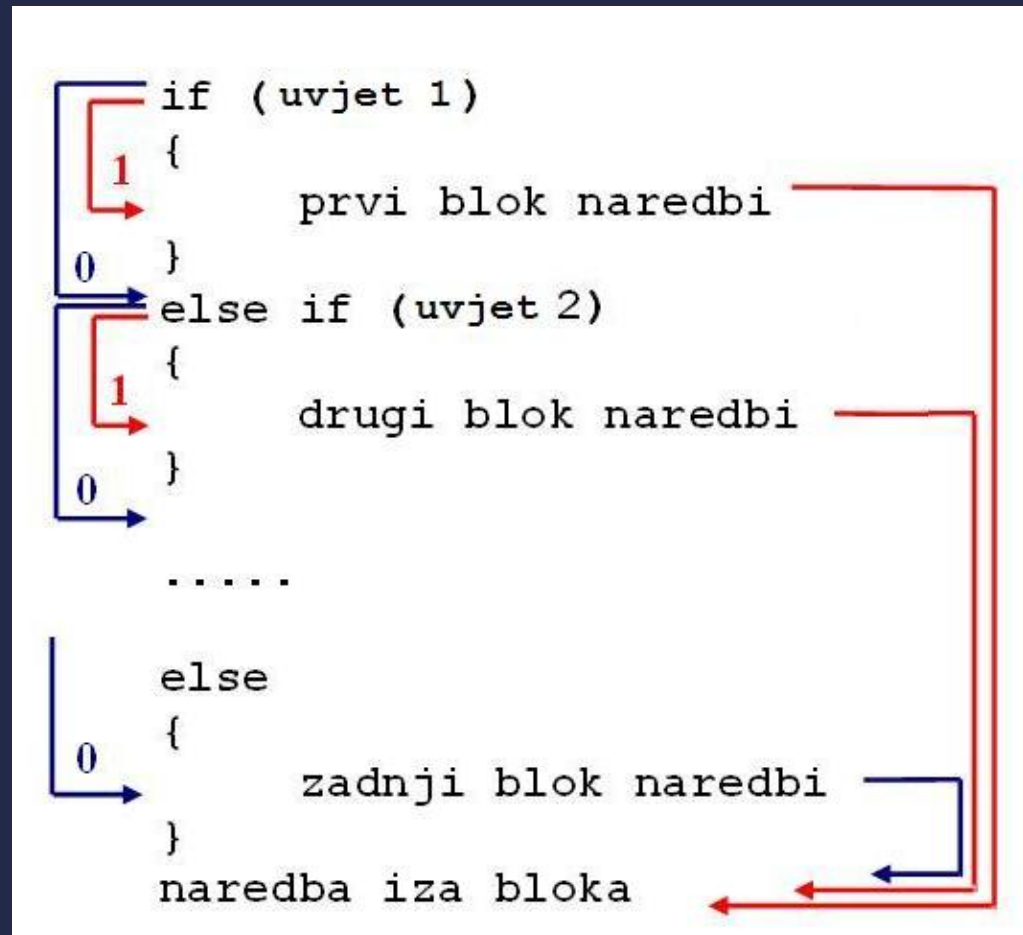 if (uvjet 1)
{
1
prvi blok naredbi
}
0
else if (uvjet 2)
{
1
drugi blok naredbi
}
0
.....
else
{
0
zadnji blok naredbi
}
naredba iza bloka